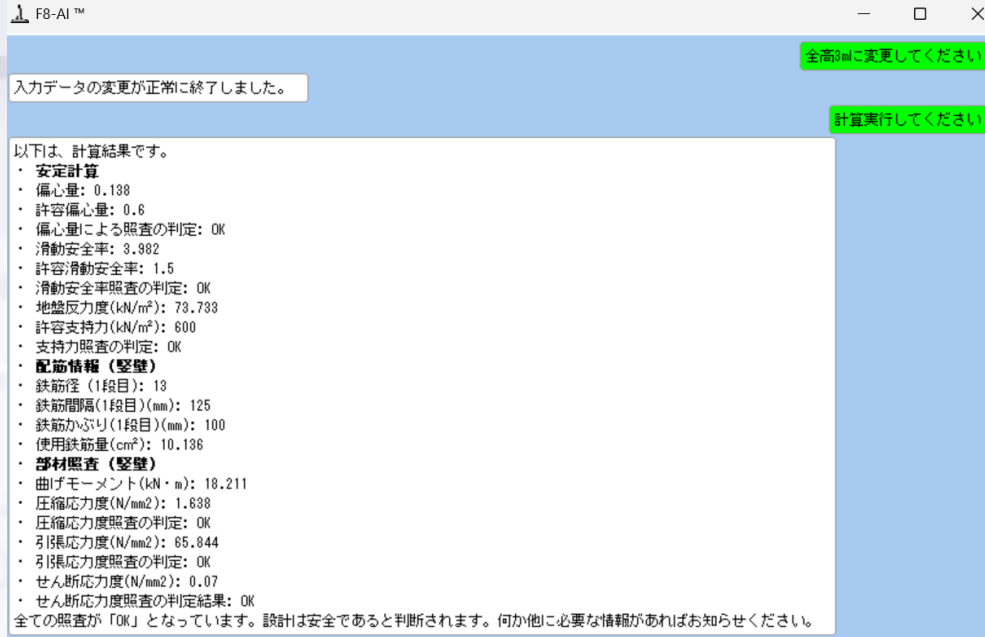 F8-AI ™
全高3mに変更してください
入力データの変更が正常に終了しました。
計算実行してください
以下は、計算結果です。
・ 安定計算
・ 偏心量: 0.138
・ 許容偏心量: 0.6
・ 偏心量による照査の判定: OK
・ 滑動安全率: 3.982
・ 許容滑動安全率: 1.5
・ 滑動安全率照査の判定: OK
・ 地盤反力度(kN/m²): 73.733
・ 許容支持力(kN/m²): 600
・ 支持力照査の判定: OK
・ 配筋情報（竪壁）
・ 鉄筋径（1段目）: 13
・ 鉄筋間隔(1段目)(mm): 125
・ 鉄筋かぶり(1段目)(mm): 100
・ 使用鉄筋量(cm²): 10.136
・ 部材照査（竪壁）
・ 曲げモーメント(kN・m): 18.211
・ 圧縮応力度(N/mm2): 1.638
・ 圧縮応力度照査の判定: OK
・ 引張応力度(N/mm2): 65.844
・ 引張応力度照査の判定: OK
・ せん断応力度(N/mm2): 0.07
・ せん断応力度照査の判定結果: OK
全ての照査が「OK」となっています。設計は安全であると判断されます。何か他に必要な情報があればお知らせください。